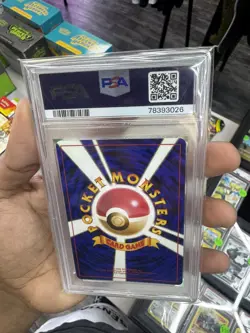 PSA
78393026
POCKET MONSTERS
CARD GAME